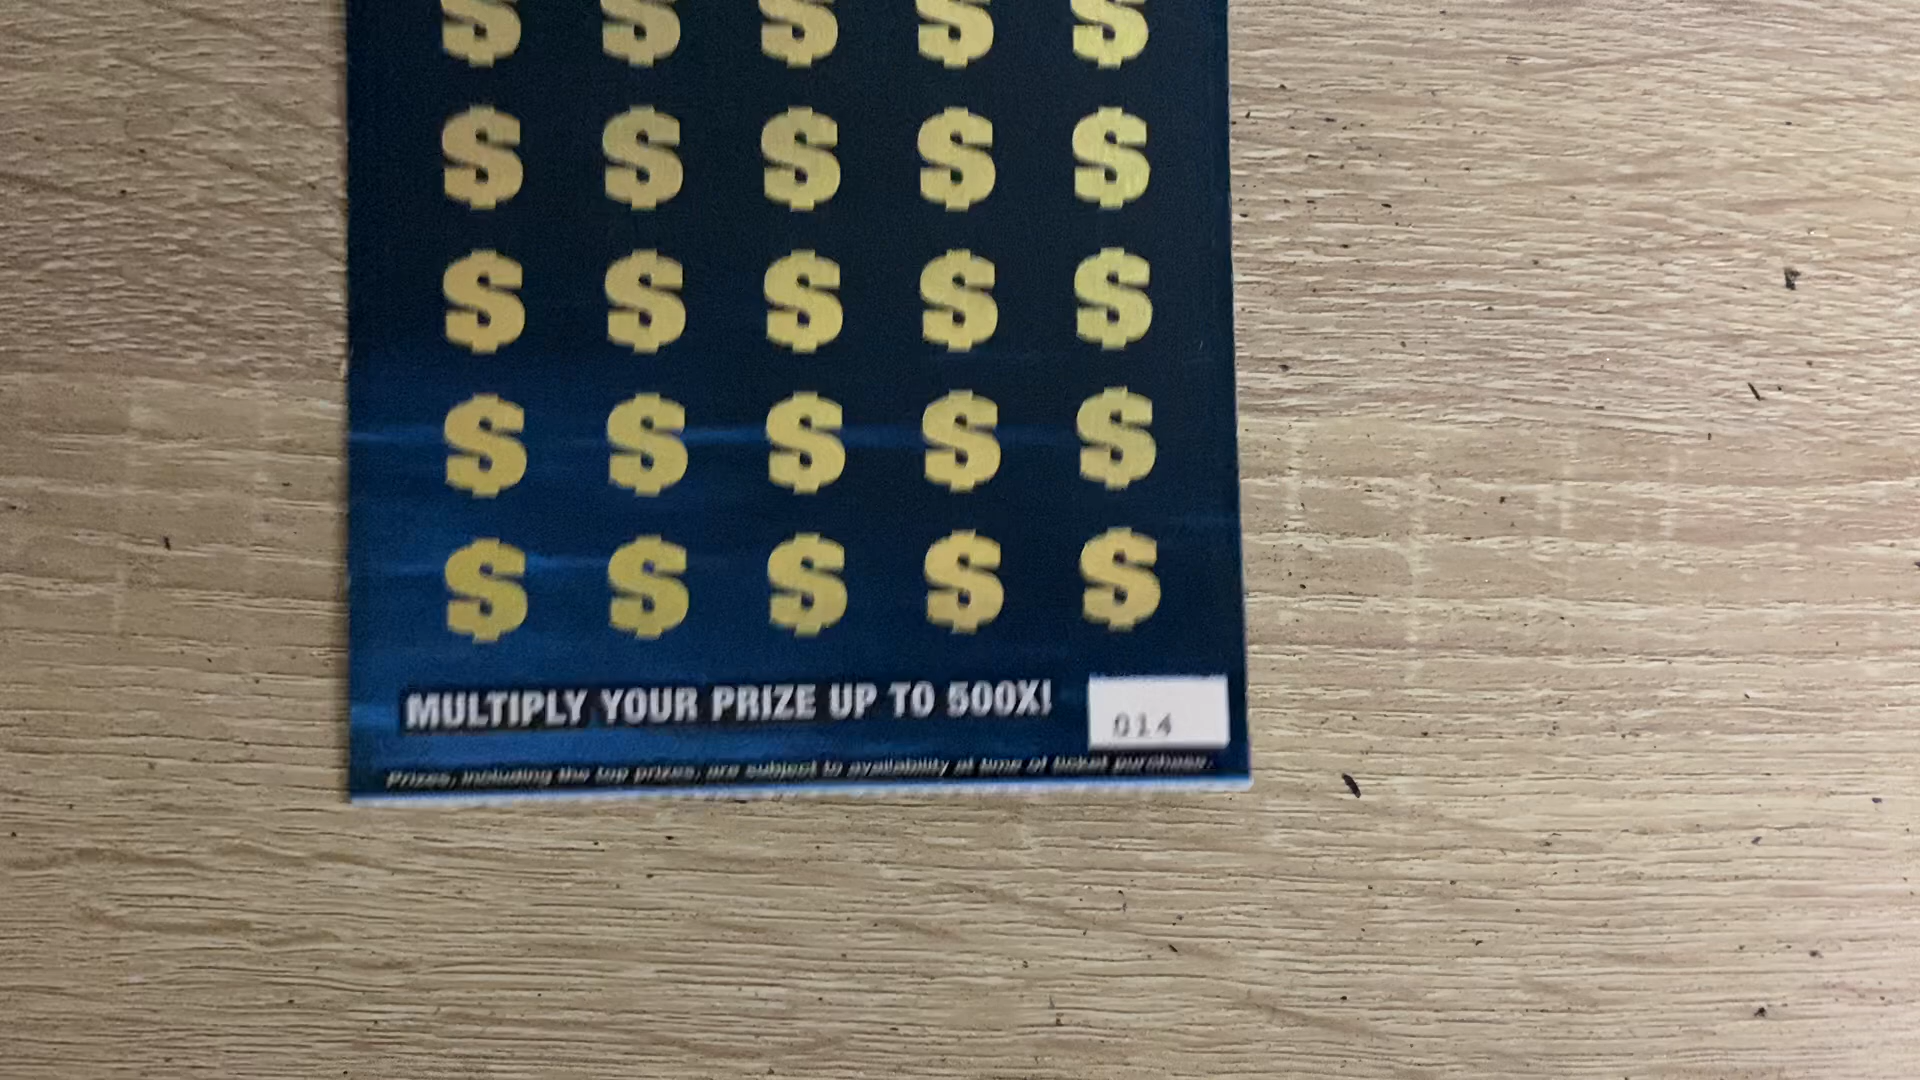 $ $ $ $ $
$ $ $ $ $
$ $ $ $ $
$ $ $ $ $
$ $ $ $ $
MULTIPLY YOUR PRIZE UP TO 500X!
014
Prizes, including the top prizes, are subject to availability at time of ticket purchase.